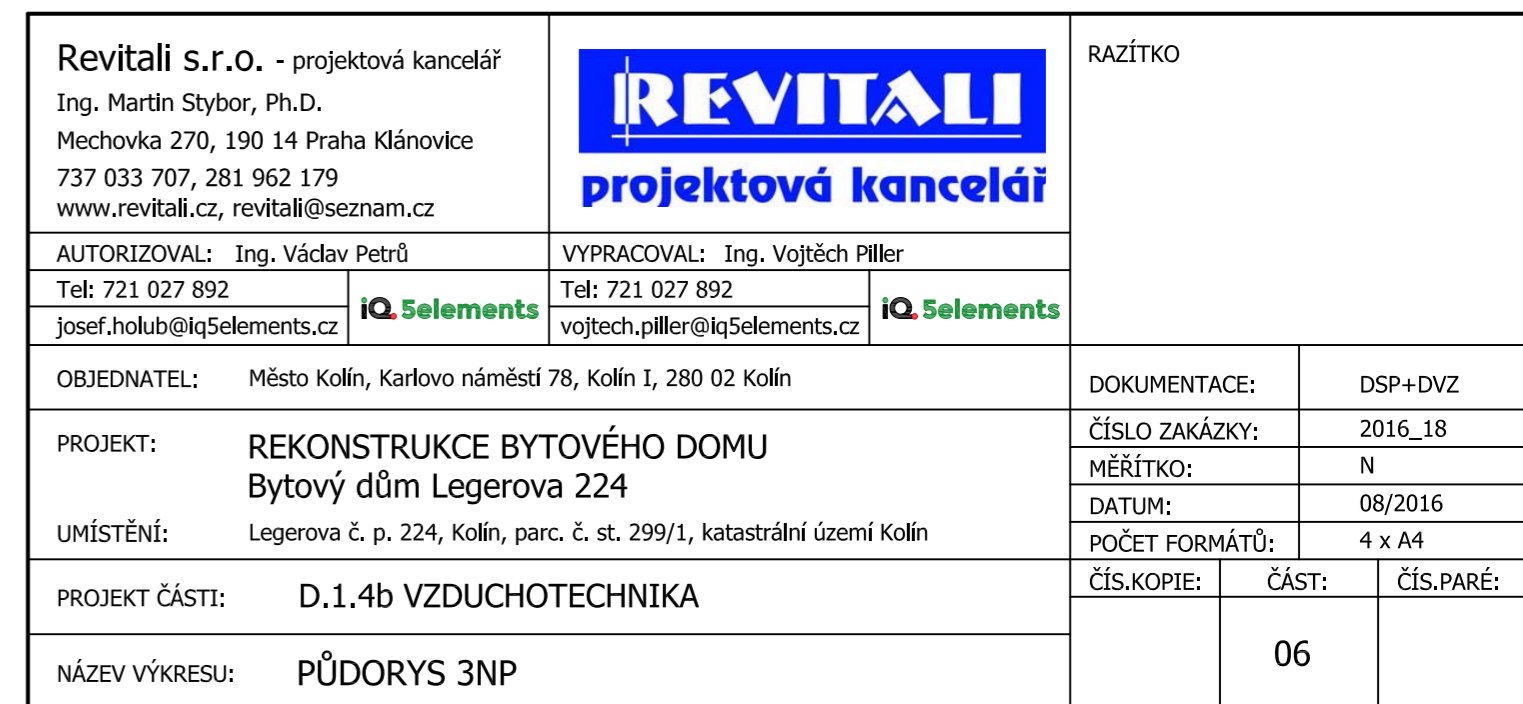 Revitali s.r.o. - projektová kancelář
Ing. Martin Stybor, Ph.D.
Mechovka 270, 190 14 Praha Klánovice
737 033 707, 281 962 179
www.revitali.cz, revitali@seznam.cz
REVITALI
projektová kancelář
RAZÍTKO
AUTORIZOVAL: Ing. Václav Petrů
VYPRACOVAL: Ing. Vojtěch Piller
Tel: 721 027 892
josef.holub@iq5elements.cz
iQ.5elements
Tel: 721 027 892
vojtech.piller@iq5elements.cz
iQ.5elements
OBJEDNATEL: Město Kolín, Karlovo náměstí 78, Kolín I, 280 02 Kolín
DOKUMENTACE: DSP+DVZ
PROJEKT: REKONSTRUKCE BYTOVÉHO DOMU
Bytový dům Legerova 224
UMÍSTĚNÍ: Legerova č. p. 224, Kolín, parc. č. st. 299/1, katastrální území Kolín
ČÍSLO ZAKÁZKY: 2016_18
MĚŘÍTKO: N
DATUM: 08/2016
POČET FORMÁTŮ: 4 x A4
PROJEKT ČÁSTI: D.1.4b VZDUCHOTECHNIKA
ČÍS.KOPIE: ČÁST: ČÍS.PARÉ:
06
NÁZEV VÝKRESU: PŮDORYS 3NP